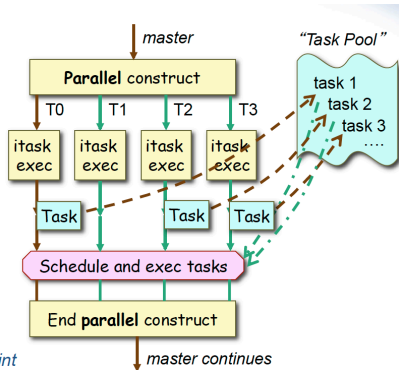 master
"Task Pool"
Parallel construct
task 1
task 2
task 3
....
T0 T1 T2 T3
itask exec
itask exec
itask exec
itask exec
Task
Task
Task
Schedule and exec tasks
End parallel construct
int
master continues